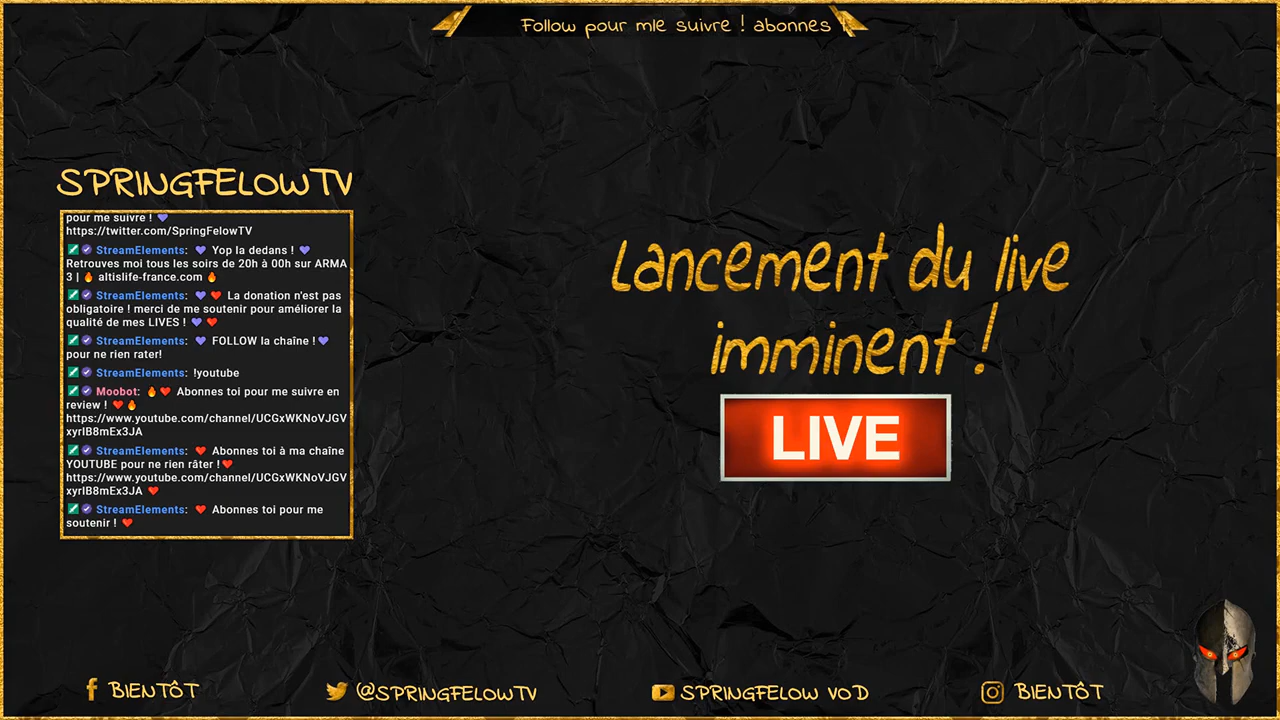 Follow pour mle suivre ! abonnes
SPRINGFELOWTV
pour me suivre ! 💜
https://twitter.com/SpringFelowTV
StreamElements: 💜 Yop la dedans ! 💜
Retrouves moi tous les soirs de 20h à 00h sur ARMA
3 | 🔥 altislife-france.com 🔥
StreamElements: 💜 ❤️ La donation n'est pas
obligatoire ! merci de me soutenir pour améliorer la
qualité de mes LIVES ! 💜 ❤️
StreamElements: 💜 FOLLOW la chaîne ! 💜
pour ne rien rater!
StreamElements: !youtube
Moobot: 🔥❤️ Abonnes toi pour me suivre en
review ! ❤️🔥
https://www.youtube.com/channel/UCGxWKNoVJGV
xyrIB8mEx3JA
StreamElements: ❤️ Abonnes toi à ma chaîne
YOUTUBE pour ne rien râter ! ❤️
https://www.youtube.com/channel/UCGxWKNoVJGV
xyrIB8mEx3JA ❤️
StreamElements: ❤️ Abonnes toi pour me
soutenir ! ❤️
Lancement du live
imminent !
LIVE
BIENTÔT
@SPRINGFELOWTV
SPRINGFELOW VOD
BIENTÔT